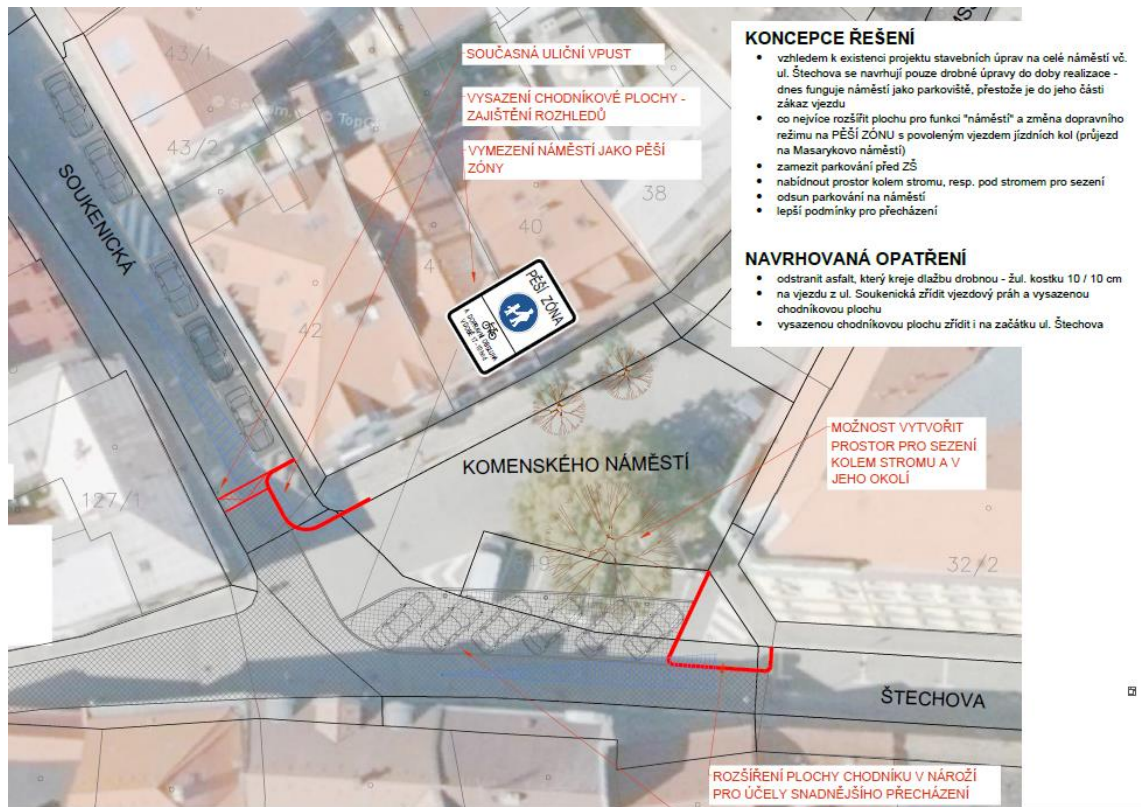 SOUČASNÁ ULIČNÍ VPUST
VYSAZENÍ CHODNÍKOVÉ PLOCHY -
ZAJIŠTĚNÍ ROZHLEDŮ
VYMEZENÍ NÁMĚSTÍ JAKO PĚŠÍ
ZÓNY
KONCEPCE ŘEŠENÍ
• vzhledem k existenci projektu stavebních úprav na celé náměstí vč.
ul. Štechova se navrhují pouze drobné úpravy do doby realizace -
dnes funguje náměstí jako parkoviště, přestože je do jeho části
zákaz vjezdu
• co nejvíce rozšířit plochu pro funkci "náměstí" a změna dopravního
režimu na PĚŠÍ ZÓNU s povoleným vjezdem jízdních kol (průjezd
na Masarykovo náměstí)
• zamezit parkování před ZŠ
• nabídnout prostor kolem stromu, resp. pod stromem pro sezení
• odsun parkování na náměstí
• lepší podmínky pro přecházení
NAVRHOVANÁ OPATŘENÍ
• odstranit asfalt, který kreje dlažbu drobnou - žul. kostku 10 / 10 cm
• na vjezdu z ul. Soukenická zřídit vjezdový práh a vysazenou
chodníkovou plochu
• vysazenou chodníkovou plochu zřídit i na začátku ul. Štechova
43/1
43/2
SOUKENICKÁ
38
40
41
42
PĚŠÍ ZÓNA
127/1
KOMENSKÉHO NÁMĚSTÍ
MOŽNOST VYTVOŘIT
PROSTOR PRO SEZENÍ
KOLEM STROMU A V
JEHO OKOLÍ
32/2
ŠTECHOVA
ROZŠÍŘENÍ PLOCHY CHODNÍKU V NÁROŽÍ
PRO ÚČELY SNADNĚJŠÍHO PŘECHÁZENÍ